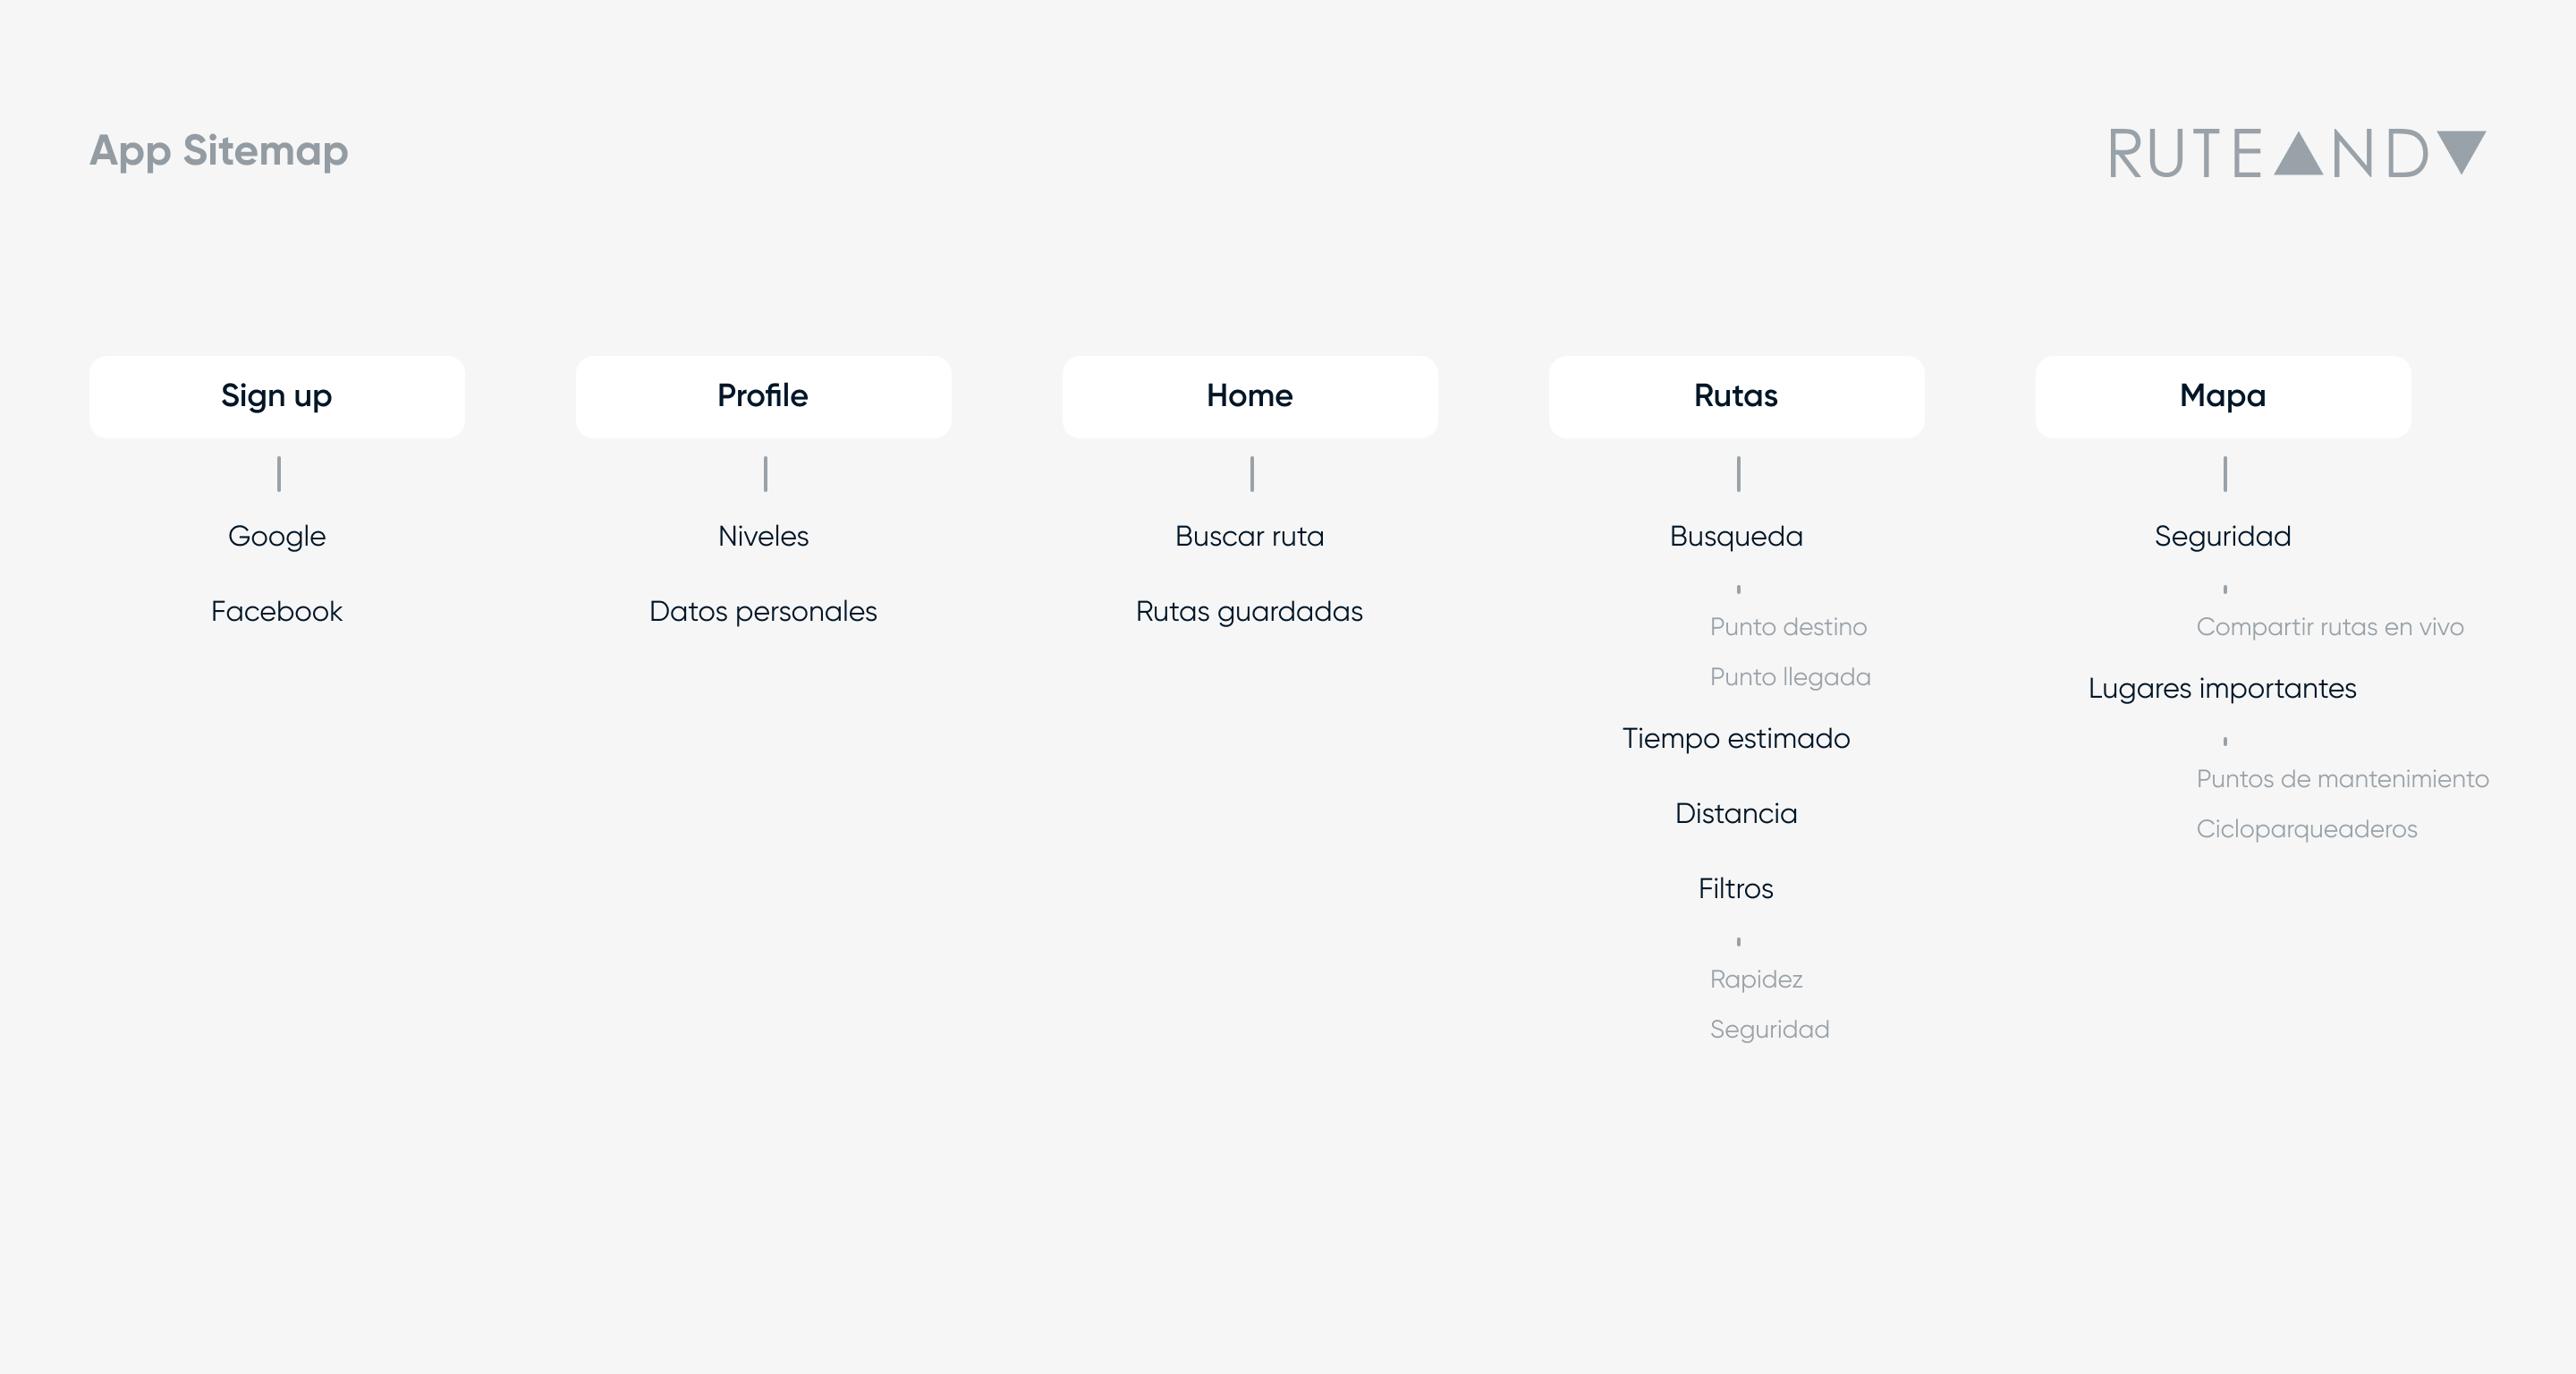 App Sitemap
RUTE▲ND▼
Sign up
Google
Facebook
Profile
Niveles
Datos personales
Home
Buscar ruta
Rutas guardadas
Rutas
Busqueda
Punto destino
Punto llegada
Tiempo estimado
Distancia
Filtros
Rapidez
Seguridad
Mapa
Seguridad
Compartir rutas en vivo
Lugares importantes
Puntos de mantenimiento
Cicloparqueaderos